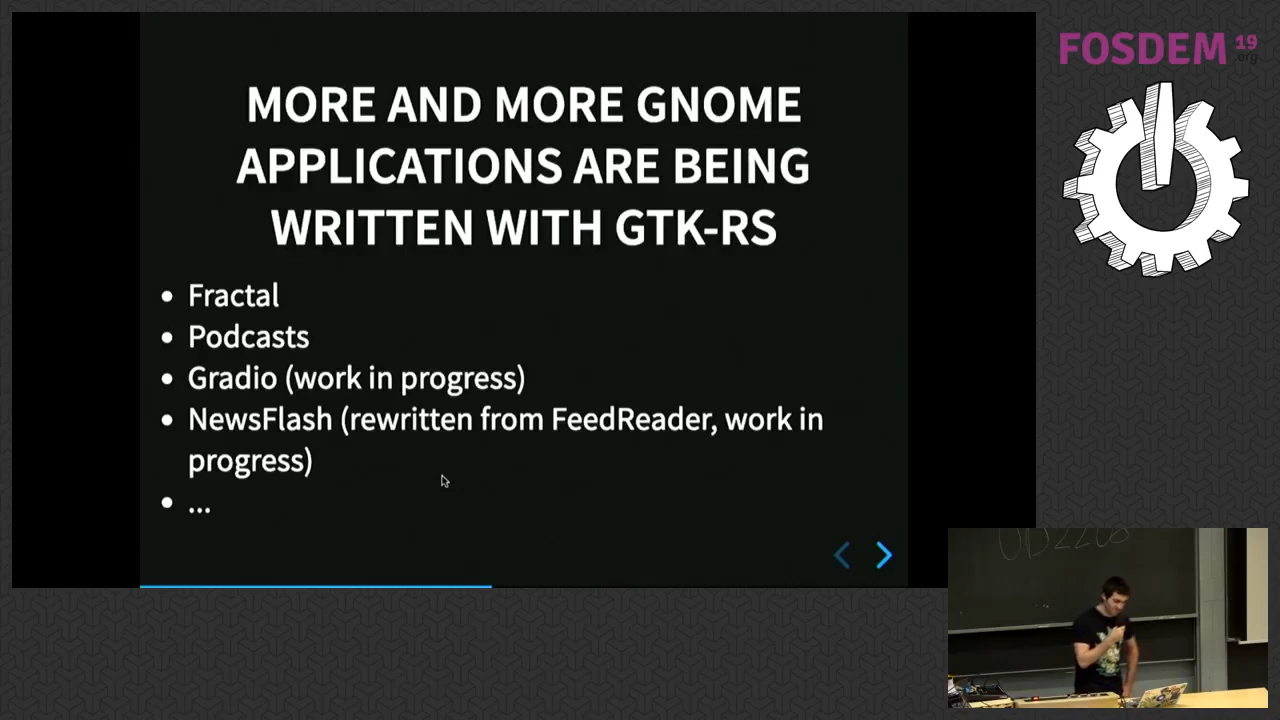 FOSDEM 19
.org
MORE AND MORE GNOME
APPLICATIONS ARE BEING
WRITTEN WITH GTK-RS
• Fractal
• Podcasts
• Gradio (work in progress)
• NewsFlash (rewritten from FeedReader, work in
progress)
• ...